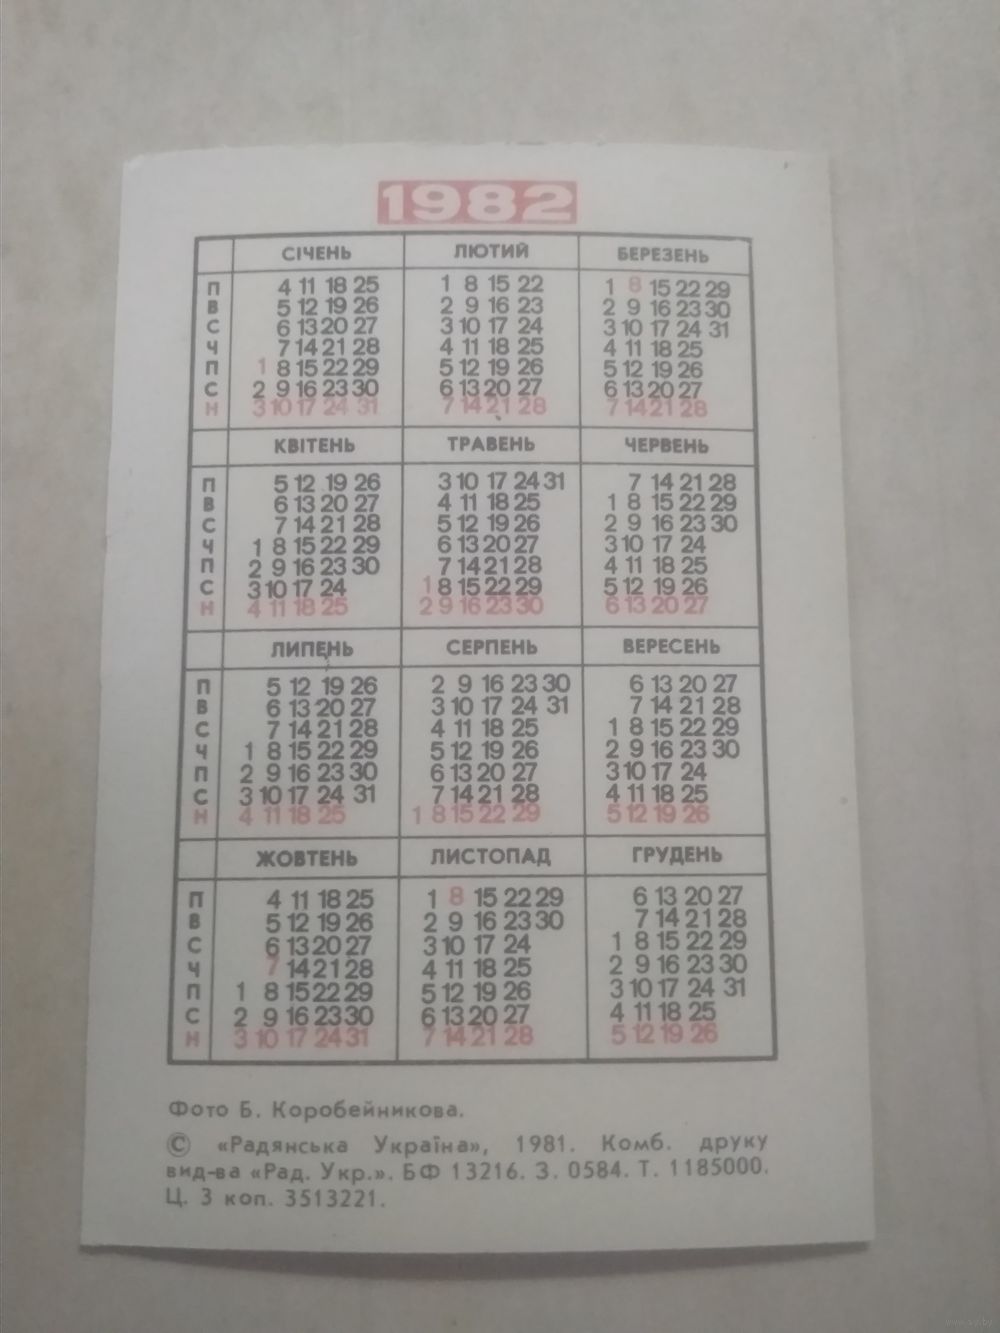 1982
СІЧЕНЬ ЛЮТИЙ БЕРЕЗЕНЬ
П 4 11 18 25 1 8 15 22 1 8 15 22 29
В 5 12 19 26 2 9 16 23 2 9 16 23 30
С 6 13 20 27 3 10 17 24 3 10 17 24 31
Ч 7 14 21 28 4 11 18 25 4 11 18 25
П 1 8 15 22 29 5 12 19 26 5 12 19 26
С 2 9 16 23 30 6 13 20 27 6 13 20 27
Н 3 10 17 24 31 7 14 21 28 7 14 21 28
КВІТЕНЬ ТРАВЕНЬ ЧЕРВЕНЬ
П 5 12 19 26 3 10 17 24 31 7 14 21 28
В 6 13 20 27 4 11 18 25 1 8 15 22 29
С 7 14 21 28 5 12 19 26 2 9 16 23 30
Ч 1 8 15 22 29 6 13 20 27 3 10 17 24
П 2 9 16 23 30 7 14 21 28 4 11 18 25
С 3 10 17 24 1 8 15 22 29 5 12 19 26
Н 4 11 18 25 2 9 16 23 30 6 13 20 27
ЛИПЕНЬ СЕРПЕНЬ ВЕРЕСЕНЬ
П 5 12 19 26 2 9 16 23 30 6 13 20 27
В 6 13 20 27 3 10 17 24 31 7 14 21 28
С 7 14 21 28 4 11 18 25 1 8 15 22 29
Ч 1 8 15 22 29 5 12 19 26 2 9 16 23 30
П 2 9 16 23 30 6 13 20 27 3 10 17 24
С 3 10 17 24 31 7 14 21 28 4 11 18 25
Н 4 11 18 25 1 8 15 22 29 5 12 19 26
ЖОВТЕНЬ ЛИСТОПАД ГРУДЕНЬ
П 4 11 18 25 1 8 15 22 29 6 13 20 27
В 5 12 19 26 2 9 16 23 30 7 14 21 28
С 6 13 20 27 3 10 17 24 1 8 15 22 29
Ч 7 14 21 28 4 11 18 25 2 9 16 23 30
П 1 8 15 22 29 5 12 19 26 3 10 17 24 31
С 2 9 16 23 30 6 13 20 27 4 11 18 25
Н 3 10 17 24 31 7 14 21 28 5 12 19 26
Фото Б. Коробейникова.
© «Радянська Україна», 1981. Комб. друку
вид-ва «Рад. Укр.». БФ 13216. З. 0584. Т. 1185000.
Ц. 3 коп. 3513221.